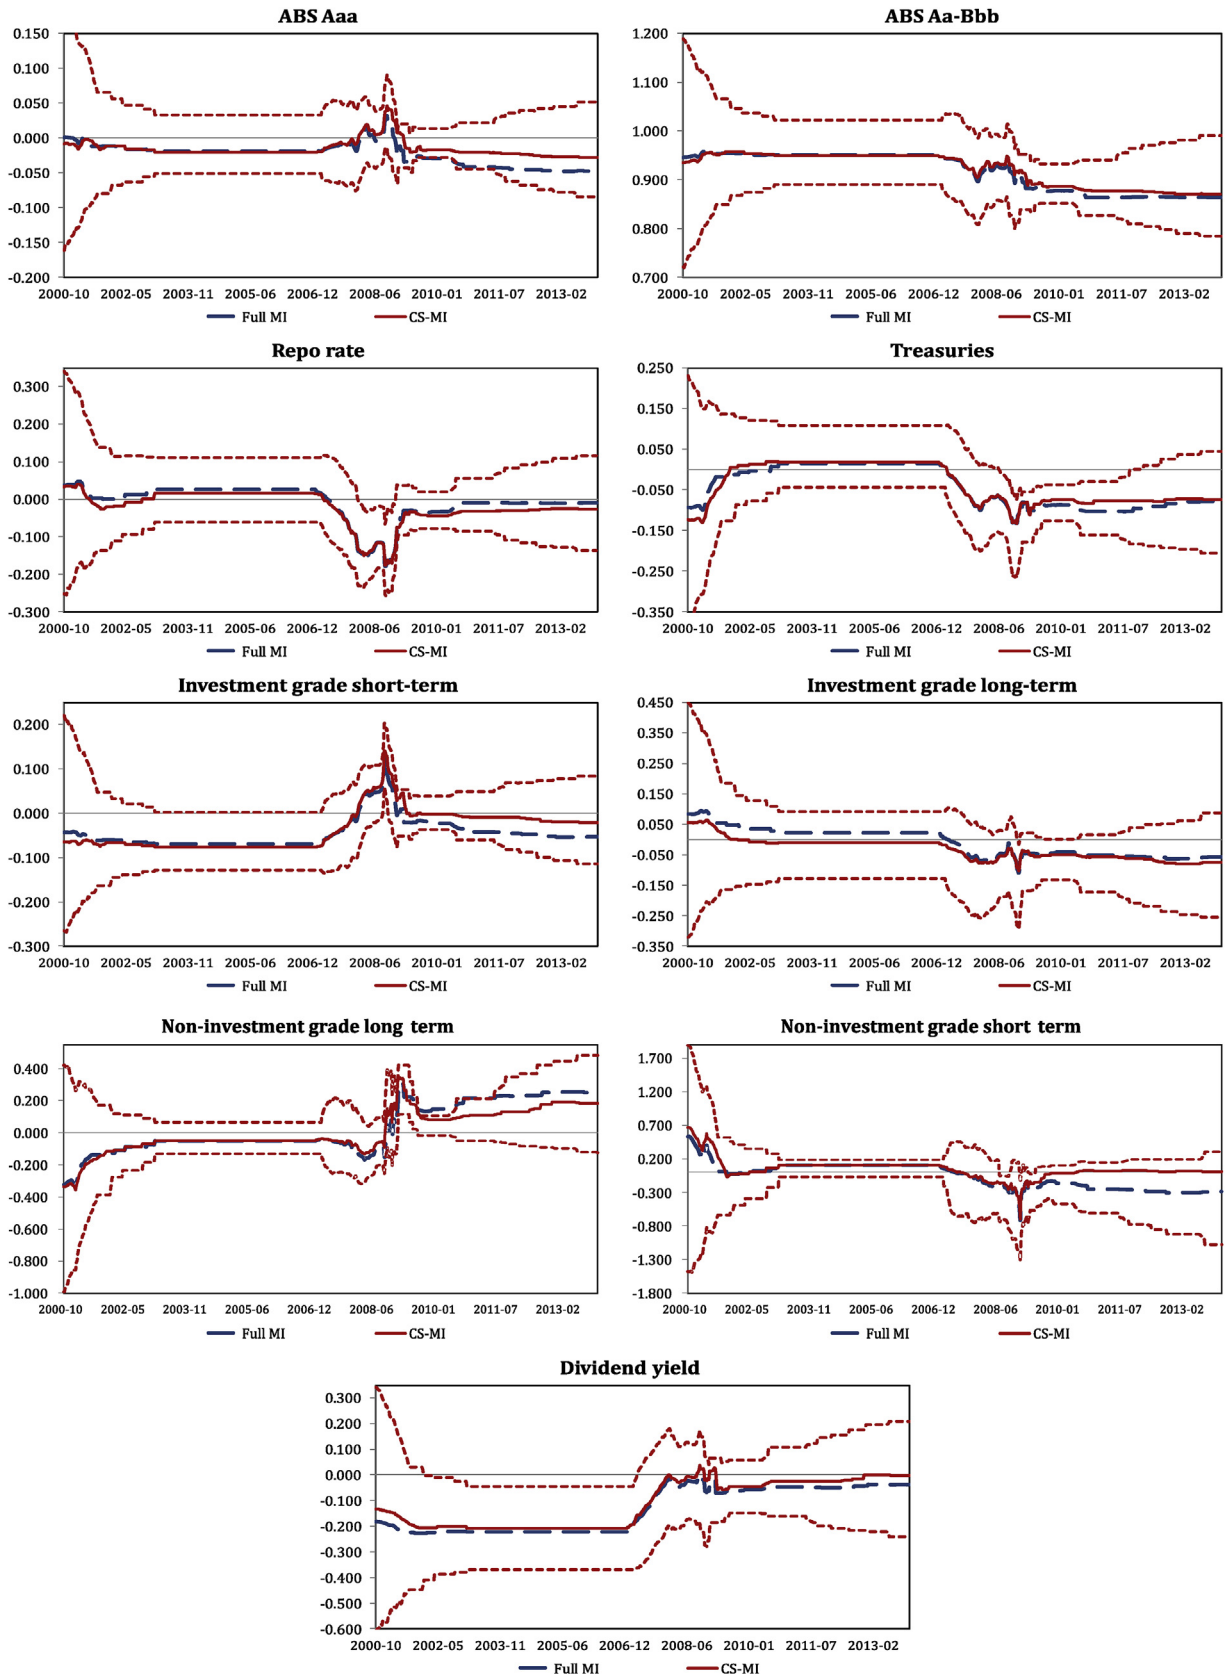 ABS Aaa
0.150
0.100
0.050
0.000
-0.050
-0.100
-0.150
-0.200
2000-10 2002-05 2003-11 2005-06 2006-12 2008-06 2010-01 2011-07 2013-02
Full MI CS-MI
ABS Aa-Bbb
1.200
1.100
1.000
0.900
0.800
0.700
2000-10 2002-05 2003-11 2005-06 2006-12 2008-06 2010-01 2011-07 2013-02
Full MI CS-MI
Repo rate
0.300
0.200
0.100
0.000
-0.100
-0.200
-0.300
2000-10 2002-05 2003-11 2005-06 2006-12 2008-06 2010-01 2011-07 2013-02
Full MI CS-MI
Treasuries
0.250
0.150
0.050
-0.050
-0.150
-0.250
-0.350
2000-10 2002-05 2003-11 2005-06 2006-12 2008-06 2010-01 2011-07 2013-02
Full MI CS-MI
Investment grade short-term
0.200
0.100
0.000
-0.100
-0.200
-0.300
2000-10 2002-05 2003-11 2005-06 2006-12 2008-06 2010-01 2011-07 2013-02
Full MI CS-MI
Investment grade long-term
0.450
0.350
0.250
0.150
0.050
-0.050
-0.150
-0.250
-0.350
2000-10 2002-05 2003-11 2005-06 2006-12 2008-06 2010-01 2011-07 2013-02
Full MI CS-MI
Non-investment grade long term
0.400
0.200
0.000
-0.200
-0.400
-0.600
-0.800
-1.000
2000-10 2002-05 2003-11 2005-06 2006-12 2008-06 2010-01 2011-07 2013-02
Full MI CS-MI
Non-investment grade short term
1.700
1.200
0.700
0.200
-0.300
-0.800
-1.300
-1.800
2000-10 2002-05 2003-11 2005-06 2006-12 2008-06 2010-01 2011-07 2013-02
Full MI CS-MI
Dividend yield
0.300
0.200
0.100
0.000
-0.100
-0.200
-0.300
-0.400
-0.500
-0.600
2000-10 2002-05 2003-11 2005-06 2006-12 2008-06 2010-01 2011-07 2013-02
Full MI CS-MI